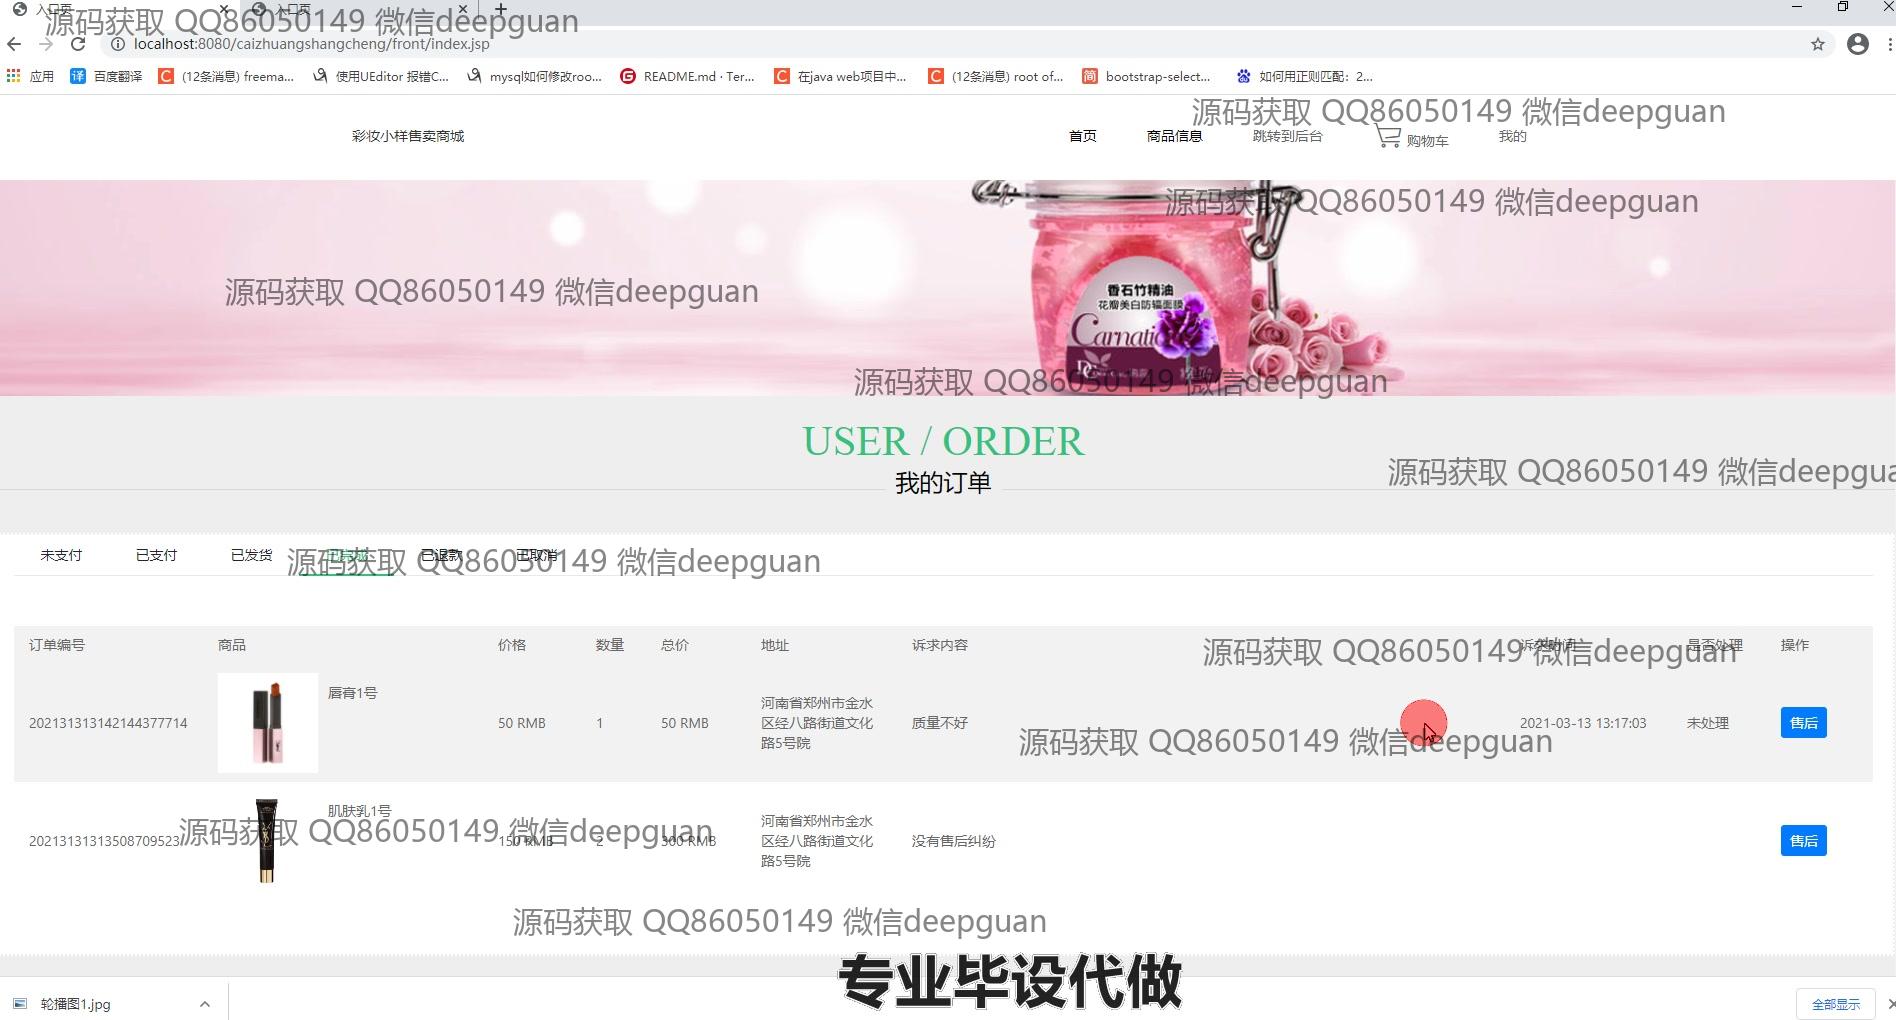 入口页
入口页
源码获取 QQ86050149 微信deepguan
localhost:8080/caizhuangshangcheng/front/index.jsp
应用 百度翻译 (12条消息) freema... 使用UEditor 报错C... mysql如何修改roo... README.md · Ter... 在java web项目中... (12条消息) root of... bootstrap-select... 如何用正则匹配：2...
源码获取 QQ86050149 微信deepguan
彩妆小样售卖商城 首页 商品信息 跳转到后台 购物车 我的
源码获取 QQ86050149 微信deepguan
源码获取 QQ86050149 微信deepguan
香石竹精油
花瓣美白防辐面膜
Carnati
源码获取 QQ86050149 微信deepguan
USER / ORDER
源码获取 QQ86050149 微信deepgua
我的订单
未支付 已支付 已发货 已完成 已退款 已取消
源码获取 QQ86050149 微信deepguan
订单编号 商品 价格 数量 总价 地址 诉求内容 诉求时间 是否处理 操作
源码获取 QQ86050149 微信deepguan
唇膏1号
202131313142144377714 50 RMB 1 50 RMB 河南省郑州市金水
区经八路街道文化
路5号院
质量不好 2021-03-13 13:17:03 未处理 售后
源码获取 QQ86050149 微信deepguan
肌肤乳1号
150 RMB 2 300 RMB 河南省郑州市金水
区经八路街道文化
路5号院
没有售后纠纷 售后
源码获取 QQ86050149 微信deepguan
源码获取 QQ86050149 微信deepguan
专业毕设代做
轮播图1.jpg 全部显示